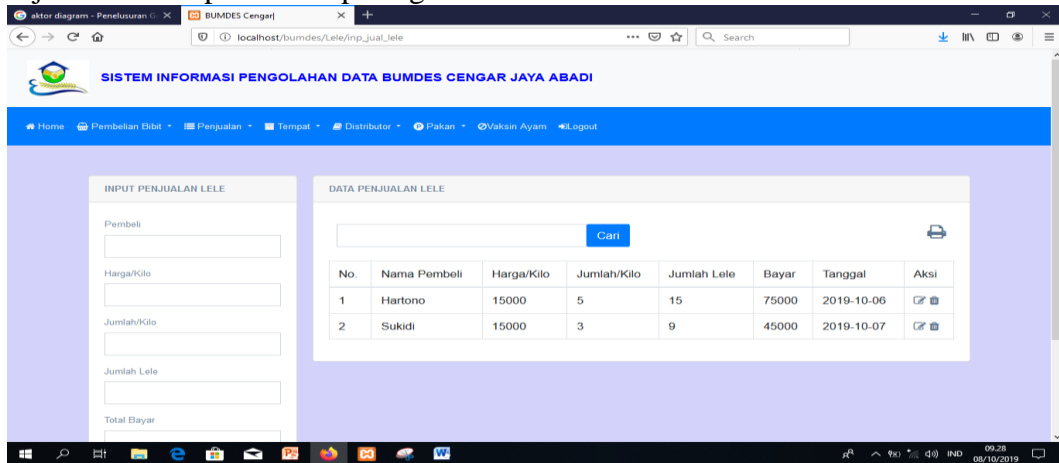 aktor diagram - Penelusuran G
BUMDES Cengar|
localhost/bumdes/Lele/inp_jual_lele
Search
SISTEM INFORMASI PENGOLAHAN DATA BUMDES CENGAR JAYA ABADI
Home Pembelian Bibit Penjualan Tempat Distributor Pakan Vaksin Ayam Logout
INPUT PENJUALAN LELE
Pembeli
Harga/Kilo
Jumlah/Kilo
Jumlah Lele
Total Bayar
DATA PENJUALAN LELE
Cari
No. Nama Pembeli Harga/Kilo Jumlah/Kilo Jumlah Lele Bayar Tanggal Aksi
1 Hartono 15000 5 15 75000 2019-10-06
2 Sukidi 15000 3 9 45000 2019-10-07
IND
09.28
08/10/2019